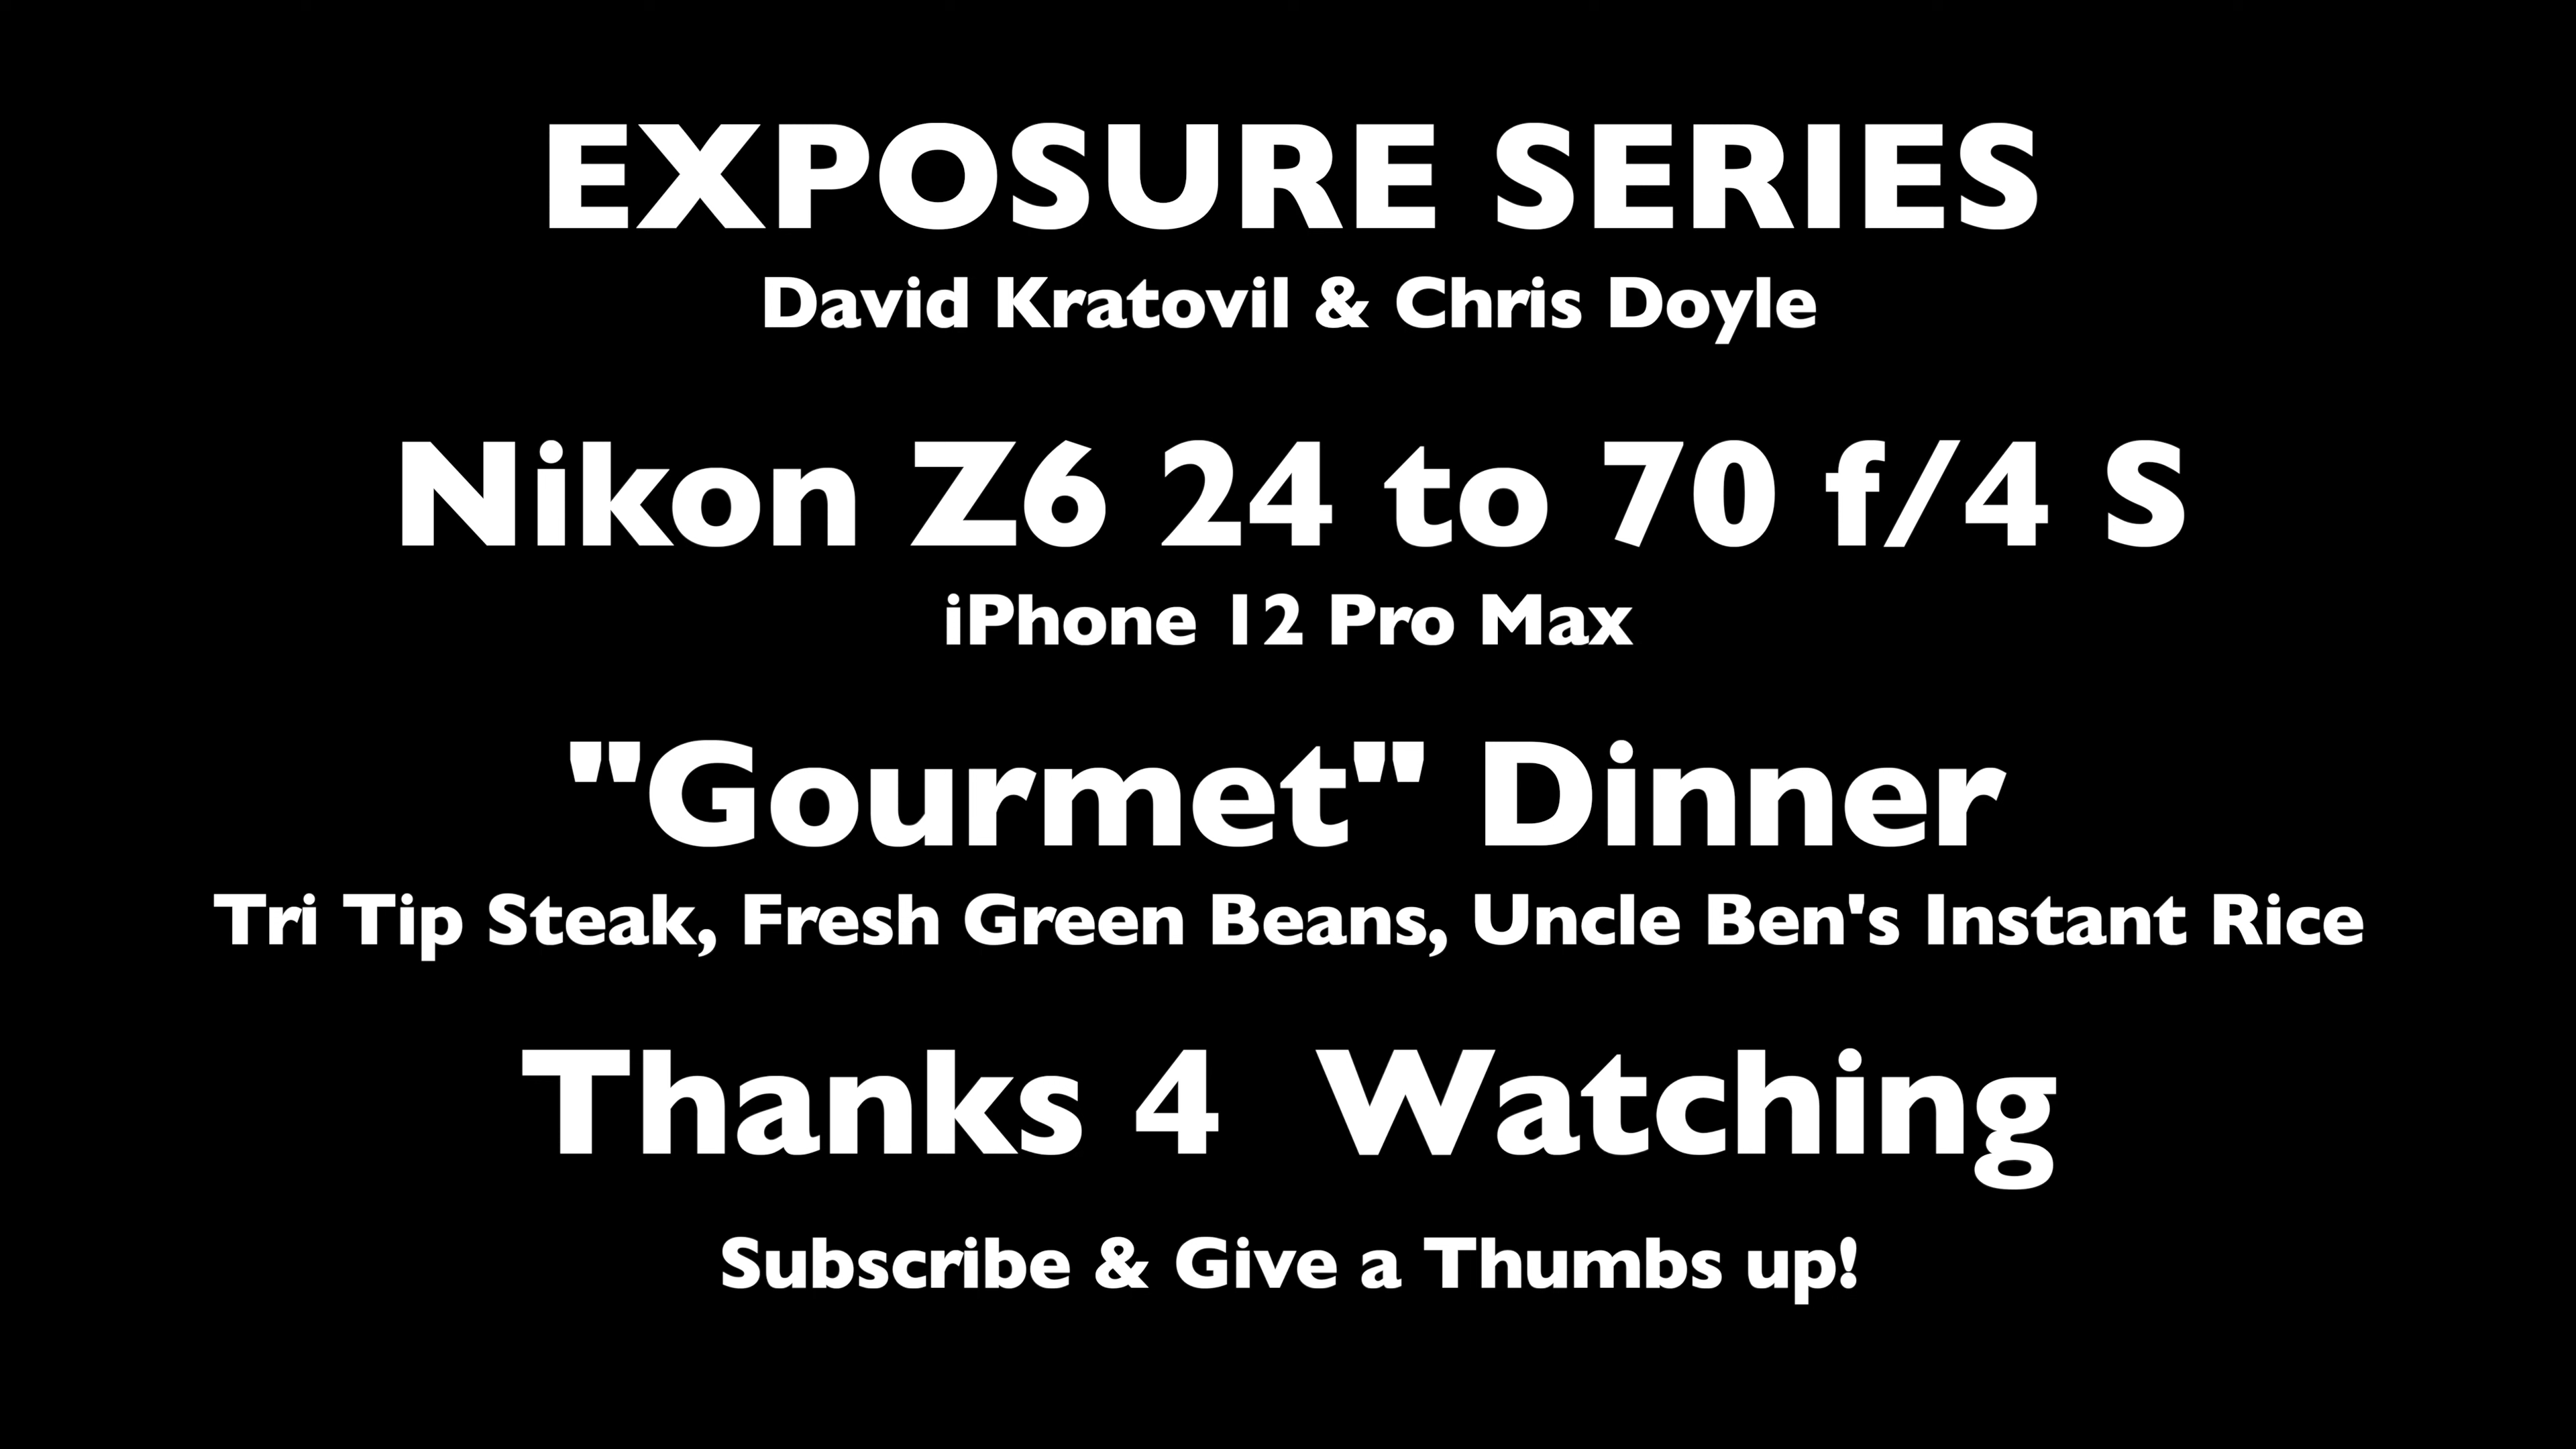 EXPOSURE SERIES
David Kratovil & Chris Doyle
Nikon Z6 24 to 70 f/4 S
iPhone 12 Pro Max
"Gourmet" Dinner
Tri Tip Steak, Fresh Green Beans, Uncle Ben's Instant Rice
Thanks 4  Watching
Subscribe & Give a Thumbs up!